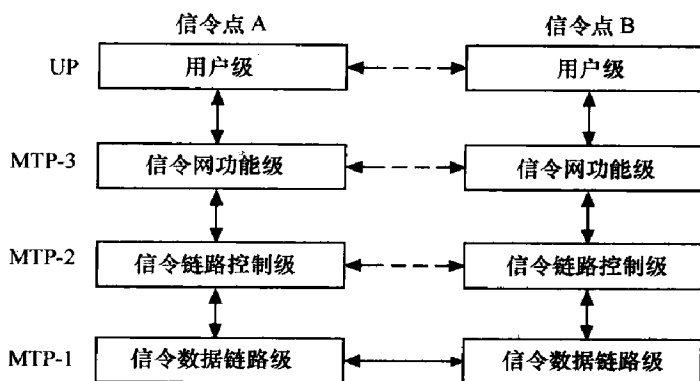 信令点 A 信令点 B
UP 用户级 用户级
MTP-3 信令网功能级 信令网功能级
MTP-2 信令链路控制级 信令链路控制级
MTP-1 信令数据链路级 信令数据链路级